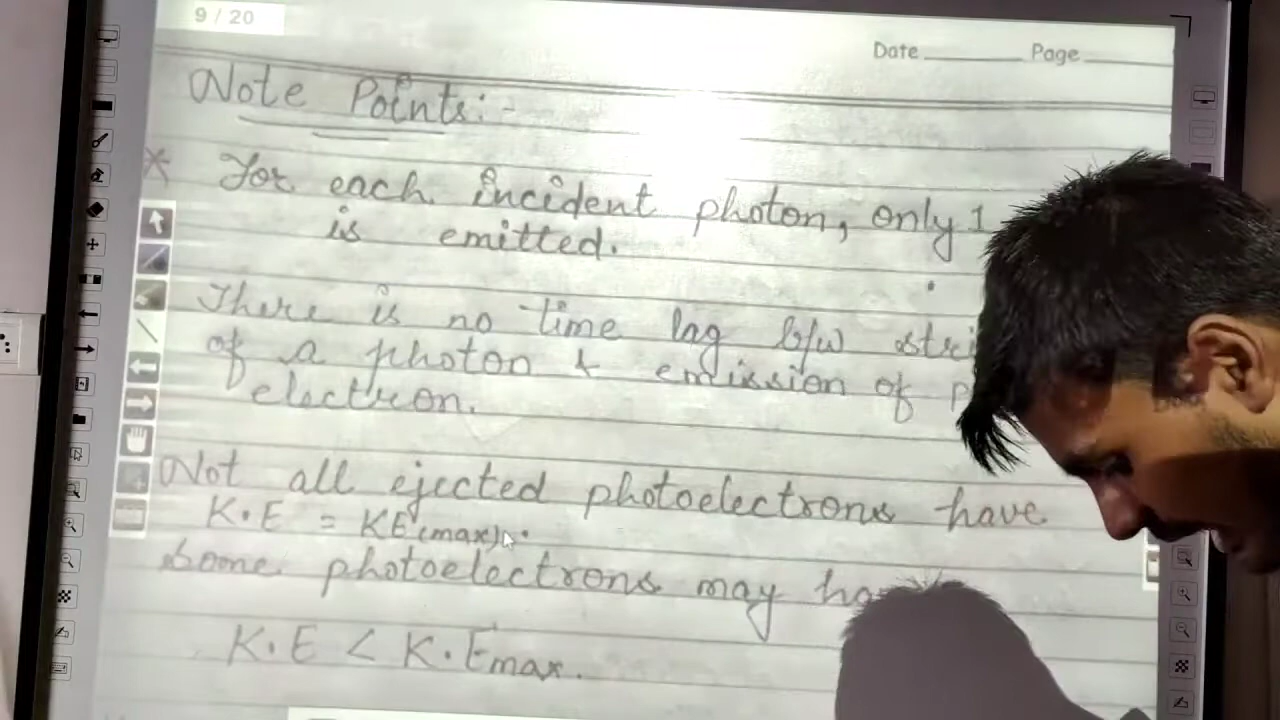 9 / 20
Date Page
Note Points:-
* For each incident photon, only 1
is emitted.
There is no time lag b/w
of a photon & emission of
electron.
Not all ejected photoelectrons have
K.E = KE(max).
Some photoelectrons may
K.E < K.Emax.